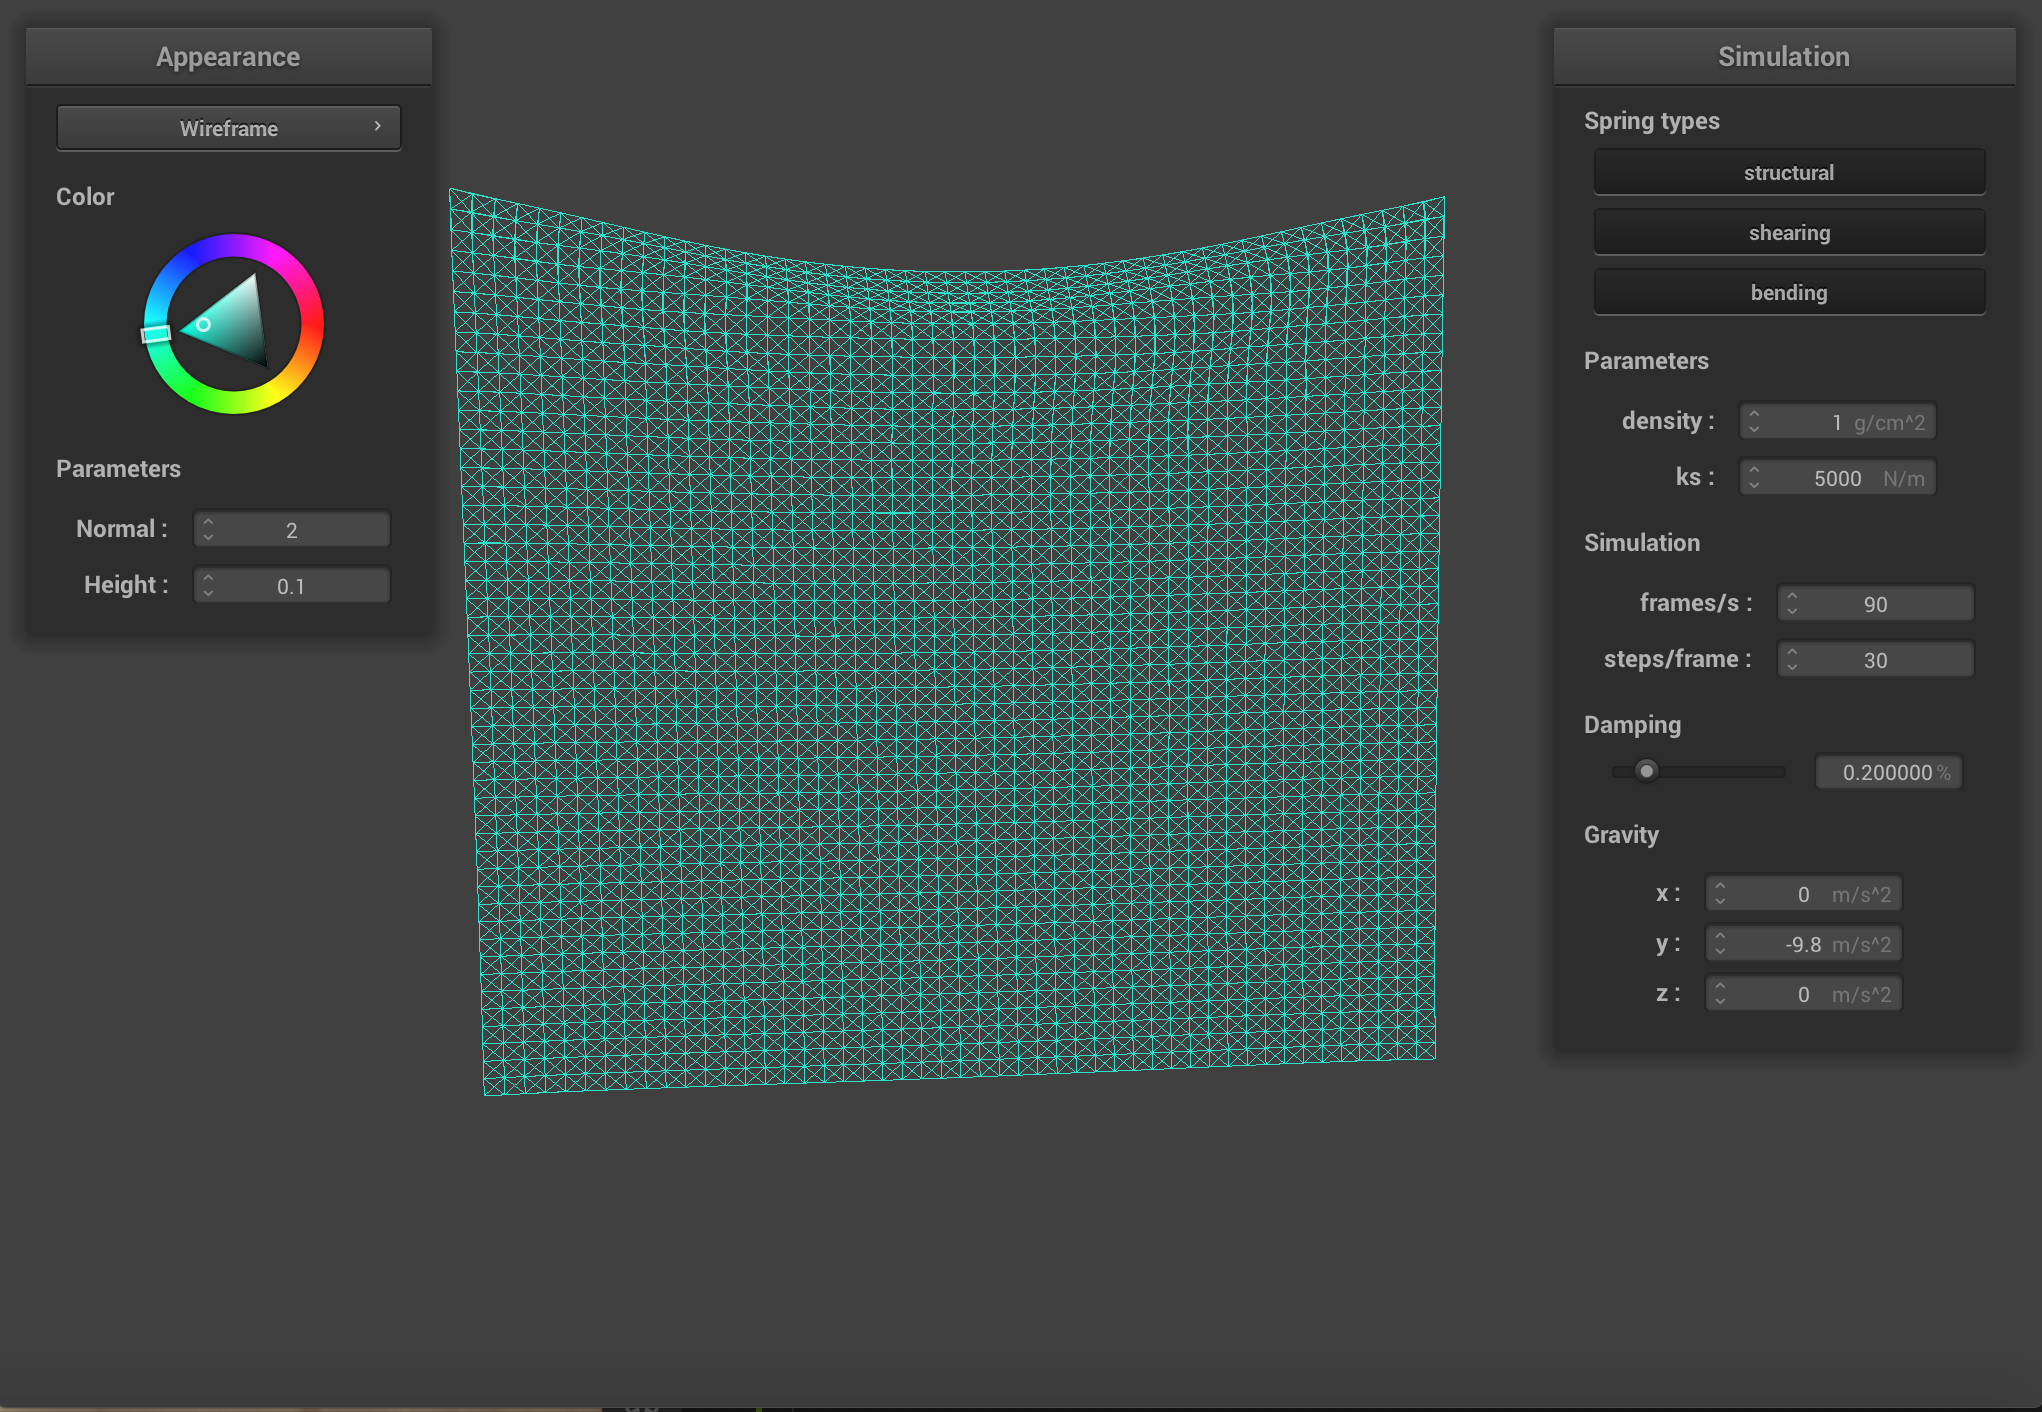 Appearance
Wireframe
Color
Parameters
Normal : 2
Height : 0.1
Simulation
Spring types
structural
shearing
bending
Parameters
density : 1 g/cm^2
ks : 5000 N/m
Simulation
frames/s : 90
steps/frame : 30
Damping
0.200000 %
Gravity
x : 0 m/s^2
y : -9.8 m/s^2
z : 0 m/s^2